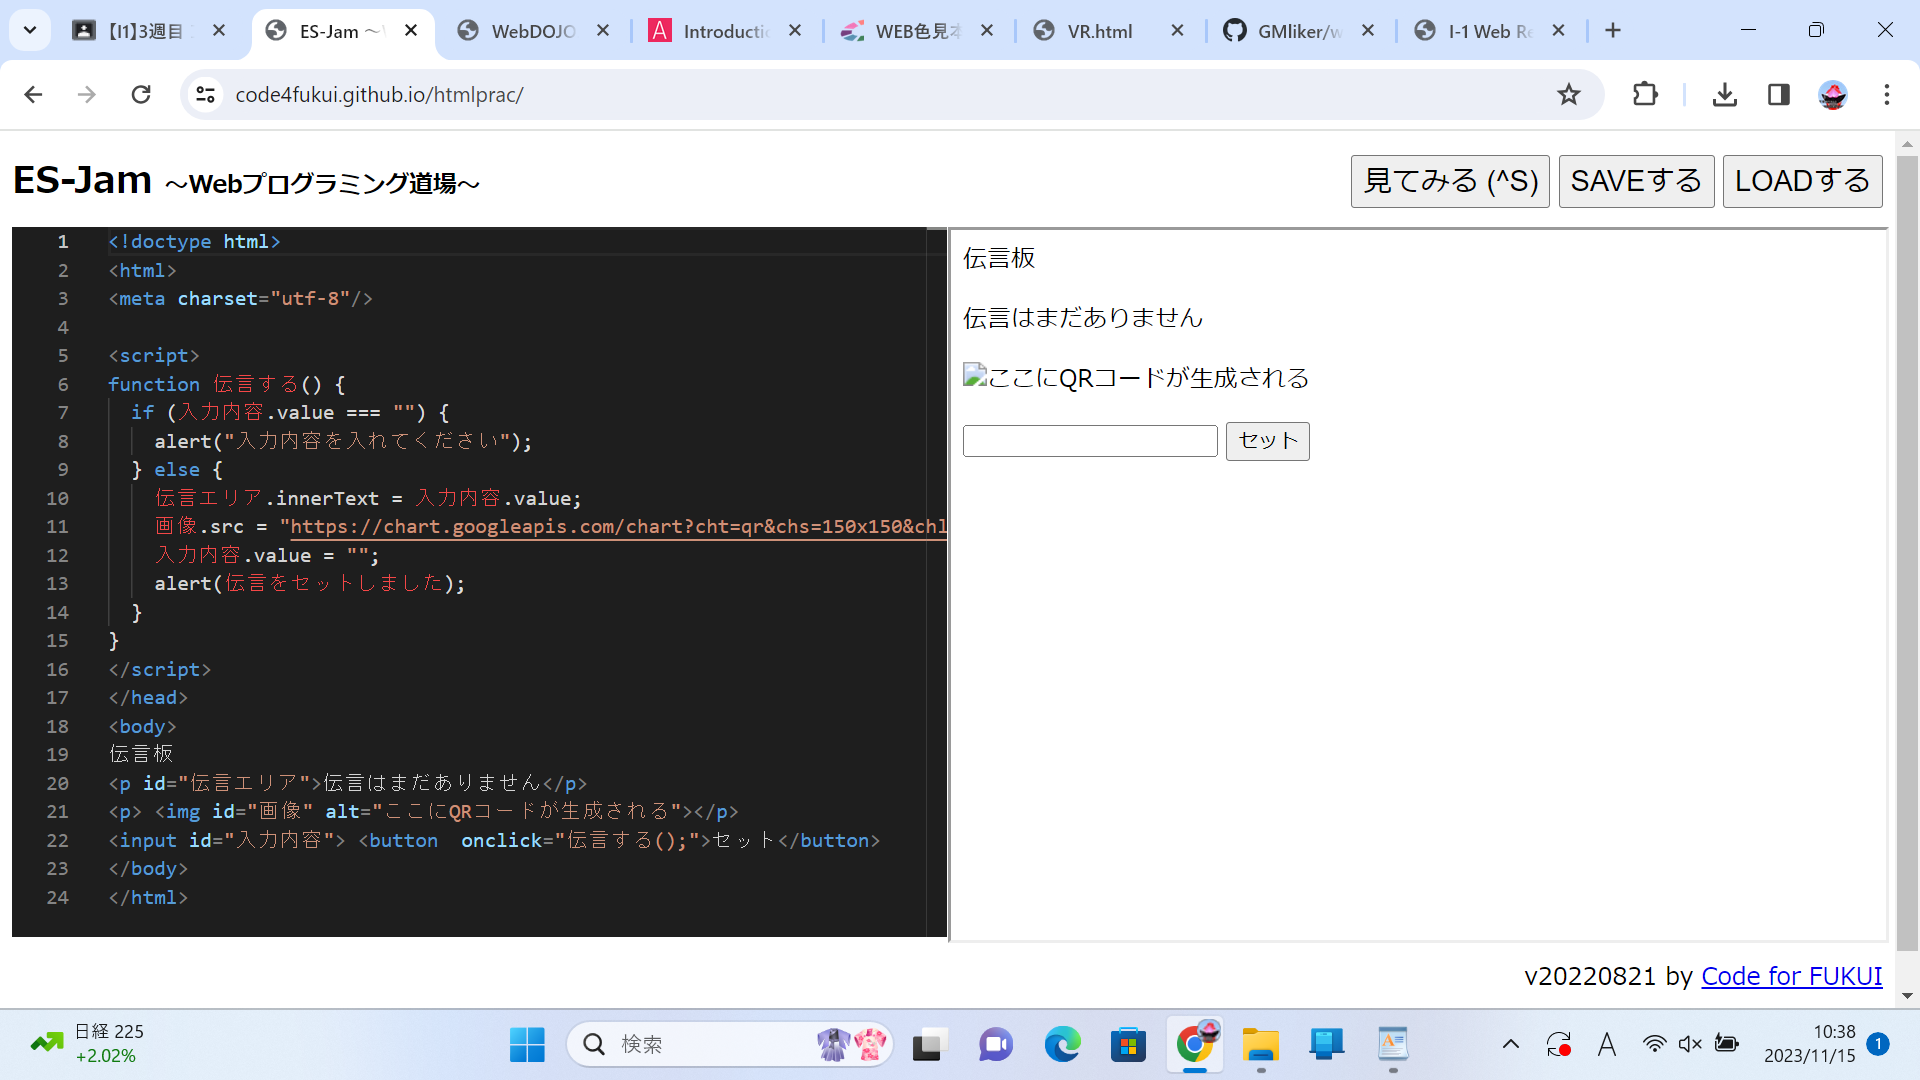 【I1】3週目
ES-Jam ～
WebDOJO
Introducti
WEB色見本
VR.html
GMliker/w
I-1 Web Re
code4fukui.github.io/htmlprac/
ES-Jam ～Webプログラミング道場～
見てみる (^S)
SAVEする
LOADする
1 <!doctype html>
2 <html>
3 <meta charset="utf-8"/>
4
5 <script>
6 function 伝言する() {
7 if (入力内容.value === "") {
8 alert("入力内容を入れてください");
9 } else {
10 伝言エリア.innerText = 入力内容.value;
11 画像.src = "https://chart.googleapis.com/chart?cht=qr&chs=150x150&chl
12 入力内容.value = "";
13 alert(伝言をセットしました);
14 }
15 }
16 </script>
17 </head>
18 <body>
19 伝言板
20 <p id="伝言エリア">伝言はまだありません</p>
21 <p> <img id="画像" alt="ここにQRコードが生成される"></p>
22 <input id="入力内容"> <button  onclick="伝言する();">セット</button>
23 </body>
24 </html>
伝言板
伝言はまだありません
ここにQRコードが生成される
セット
v20220821 by Code for FUKUI
日経 225
+2.02%
検索
A
10:38
2023/11/15
1